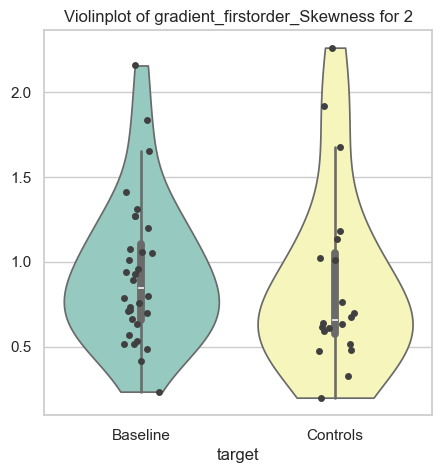 Violinplot of gradient_firstorder_Skewness for 2
2.0
1.5
1.0
0.5
Baseline
Controls
target